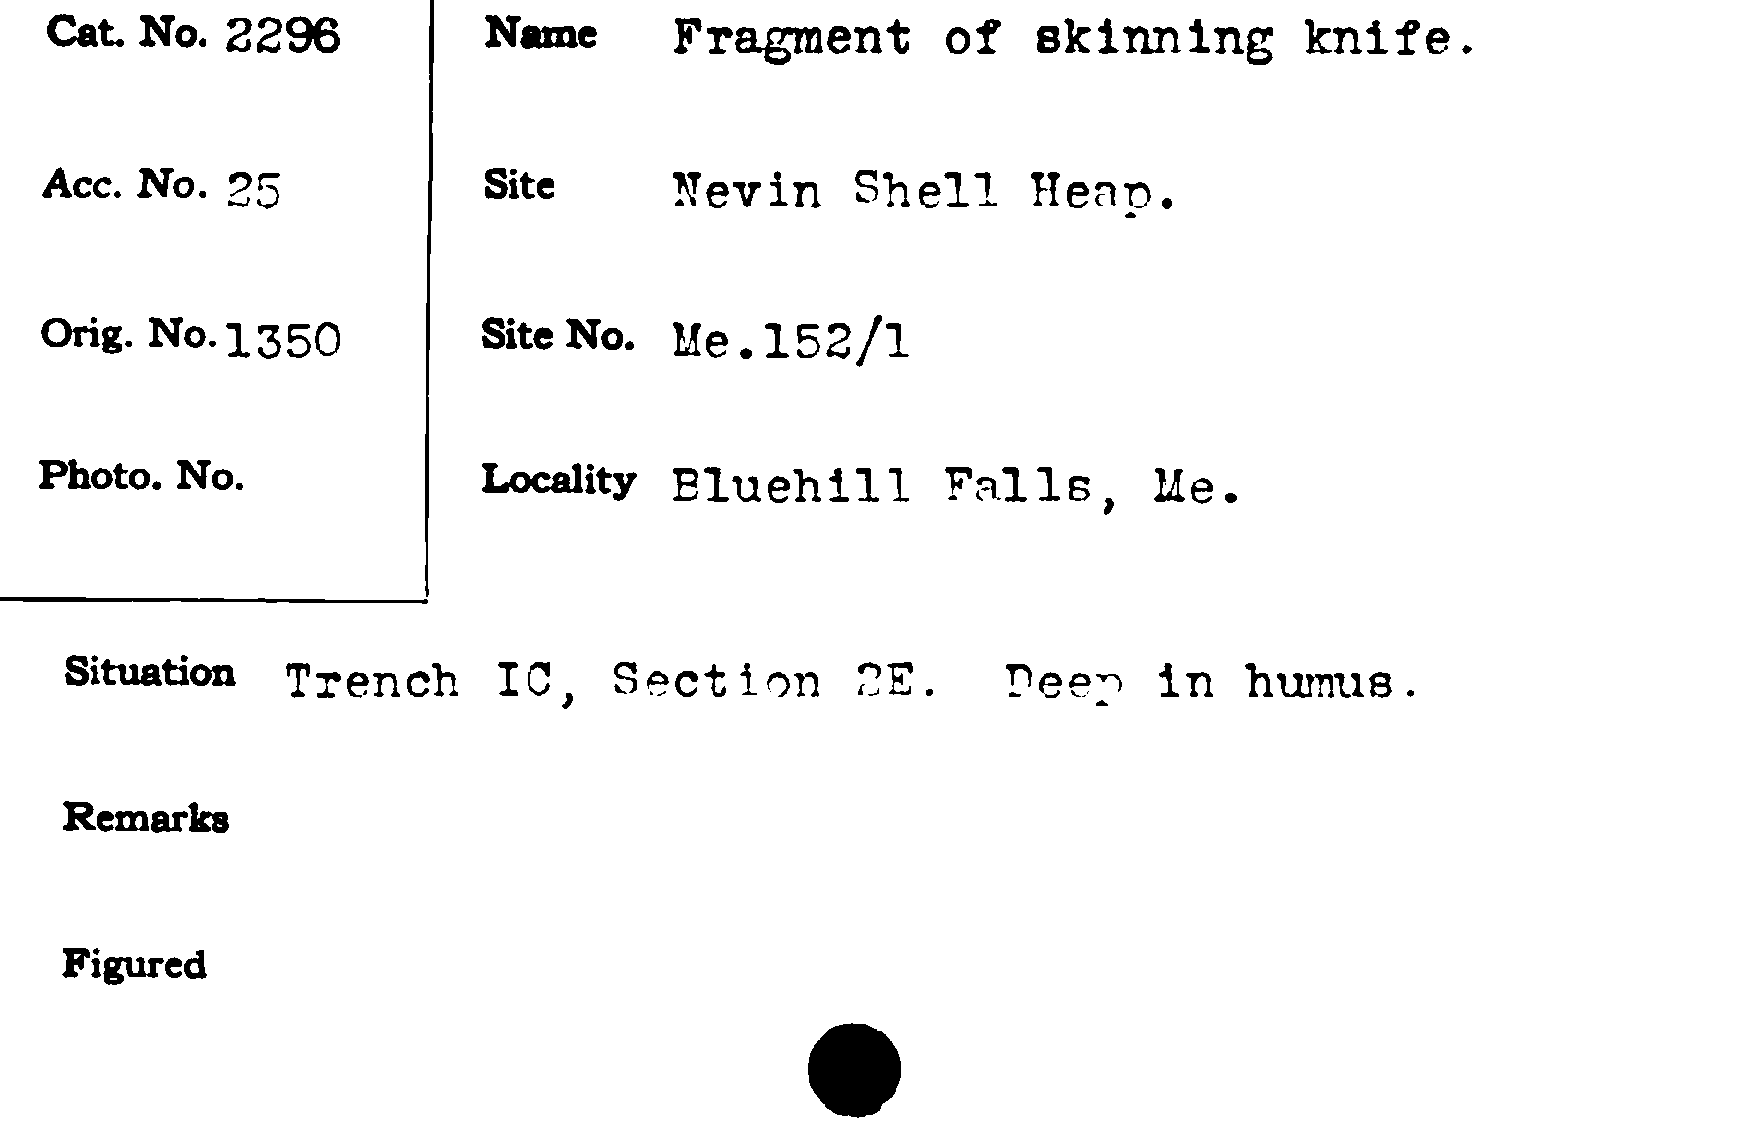 Cat. No. 2296
Name Fragment of skinning knife.
Acc. No. 25
Site Nevin Shell Heap.
Orig. No. 1350
Site No. Me.152/1
Photo. No.
Locality Bluehill Falls, Me.
Situation Trench IC, Section 2E. Deep in humus.
Remarks
Figured